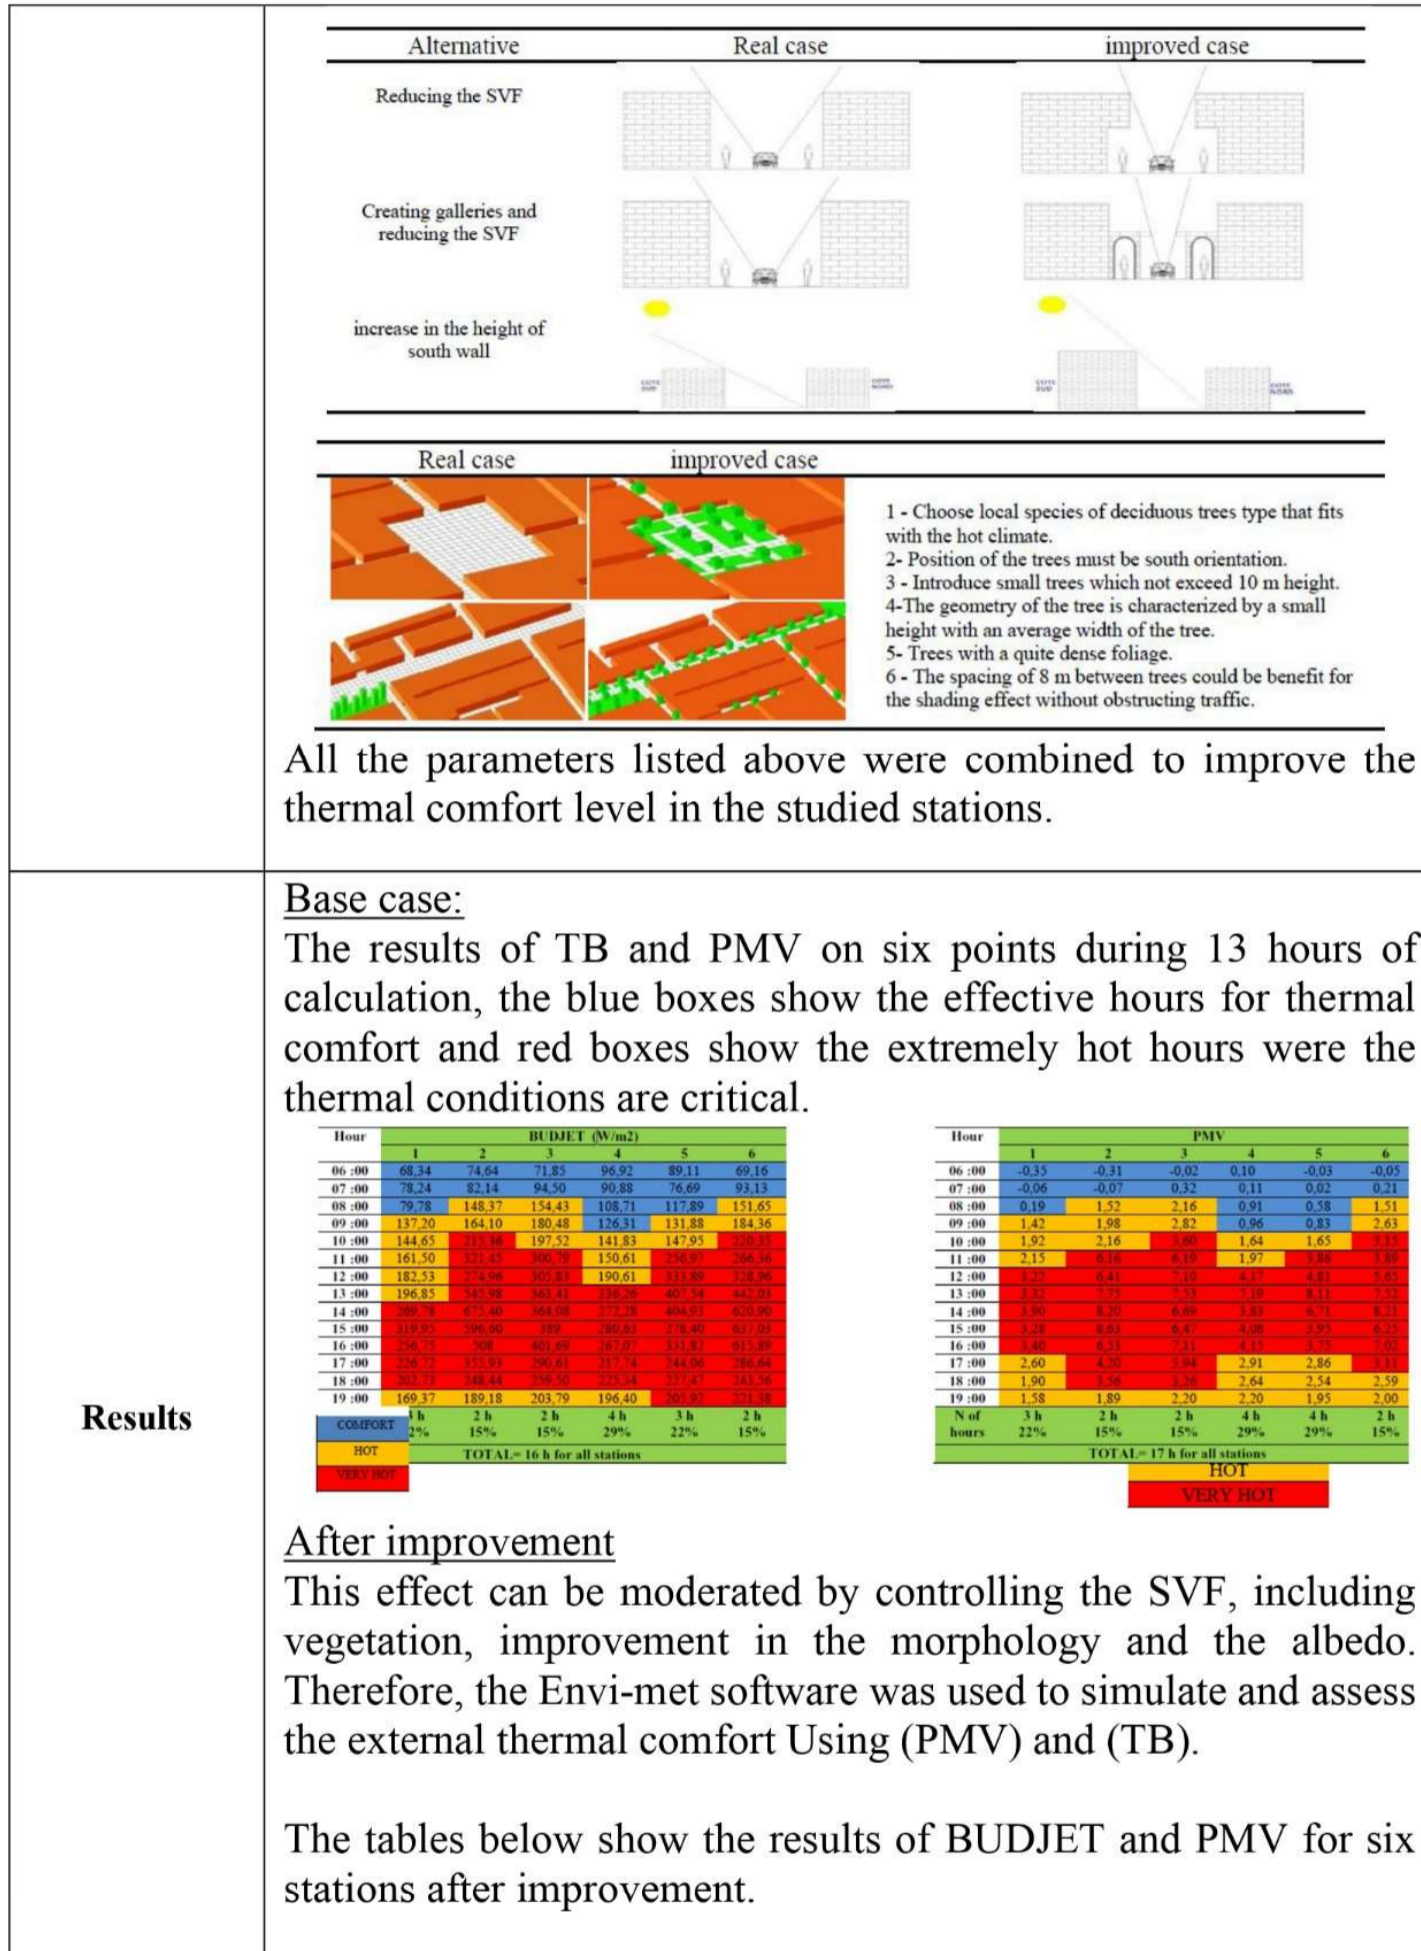 Alternative Real case improved case
Reducing the SVF
Creating galleries and
reducing the SVF
increase in the height of
south wall
Real case improved case
1 - Choose local species of deciduous trees type that fits
with the hot climate.
2- Position of the trees must be south orientation.
3 - Introduce small trees which not exceed 10 m height.
4-The geometry of the tree is characterized by a small
height with an average width of the tree.
5- Trees with a quite dense foliage.
6 - The spacing of 8 m between trees could be benefit for
the shading effect without obstructing traffic.
All the parameters listed above were combined to improve the
thermal comfort level in the studied stations.
Results
Base case:
The results of TB and PMV on six points during 13 hours of
calculation, the blue boxes show the effective hours for thermal
comfort and red boxes show the extremely hot hours were the
thermal conditions are critical.
Hour BUDJET (W/m2)
1 2 3 4 5 6
06 :00 68,34 74,64 71,85 96,92 89,11 69,16
07 :00 78,24 82,14 94,50 90,88 76,69 93,13
08 :00 79,78 148,37 154,43 108,71 117,89 151,65
09 :00 137,20 164,10 180,48 126,31 131,88 184,36
10 :00 144,65 197,52 141,83 147,95
11 :00 161,50 150,61
12 :00 182,53 190,61
13 :00 196,85
14 :00
15 :00
16 :00
17 :00
18 :00
19 :00 169,37 189,18 203,79 196,40
h 2 h 2 h 4 h 3 h 2 h
2% 15% 15% 29% 22% 15%
TOTAL= 16 h for all stations
COMFORT
HOT
VERY HOT
Hour PMV
1 2 3 4 5 6
06 :00 -0,35 -0,31 -0,02 0,10 -0,03 -0,05
07 :00 -0,06 -0,07 0,32 0,11 0,02 0,21
08 :00 0,19 1,52 2,16 0,91 0,58 1,51
09 :00 1,42 1,98 2,82 0,96 0,83 2,63
10 :00 1,92 2,16 1,64 1,65
11 :00 2,15 1,97
12 :00
13 :00
14 :00
15 :00
16 :00
17 :00 2,60 2,91 2,86
18 :00 1,90 2,64 2,54 2,59
19 :00 1,58 1,89 2,20 2,20 1,95 2,00
N of 3 h 2 h 2 h 4 h 4 h 2 h
hours 22% 15% 15% 29% 29% 15%
TOTAL= 17 h for all stations
HOT
VERY HOT
After improvement
This effect can be moderated by controlling the SVF, including
vegetation, improvement in the morphology and the albedo.
Therefore, the Envi-met software was used to simulate and assess
the external thermal comfort Using (PMV) and (TB).
The tables below show the results of BUDJET and PMV for six
stations after improvement.